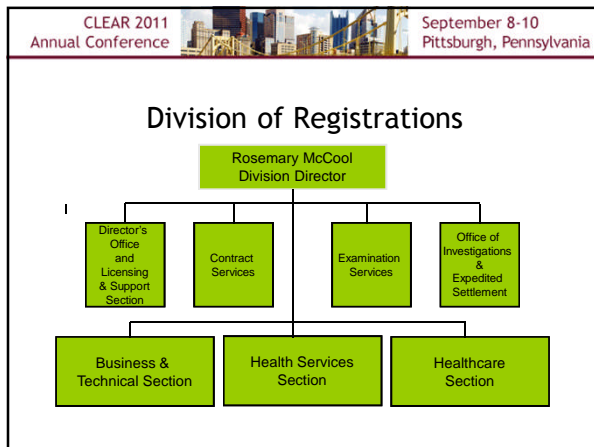 CLEAR 2011
Annual Conference
September 8-10
Pittsburgh, Pennsylvania
Division of Registrations
Rosemary McCool
Division Director
Director's
Office
and
Licensing
& Support
Section
Contract
Services
Examination
Services
Office of
Investigations
&
Expedited
Settlement
Business &
Technical Section
Health Services
Section
Healthcare
Section